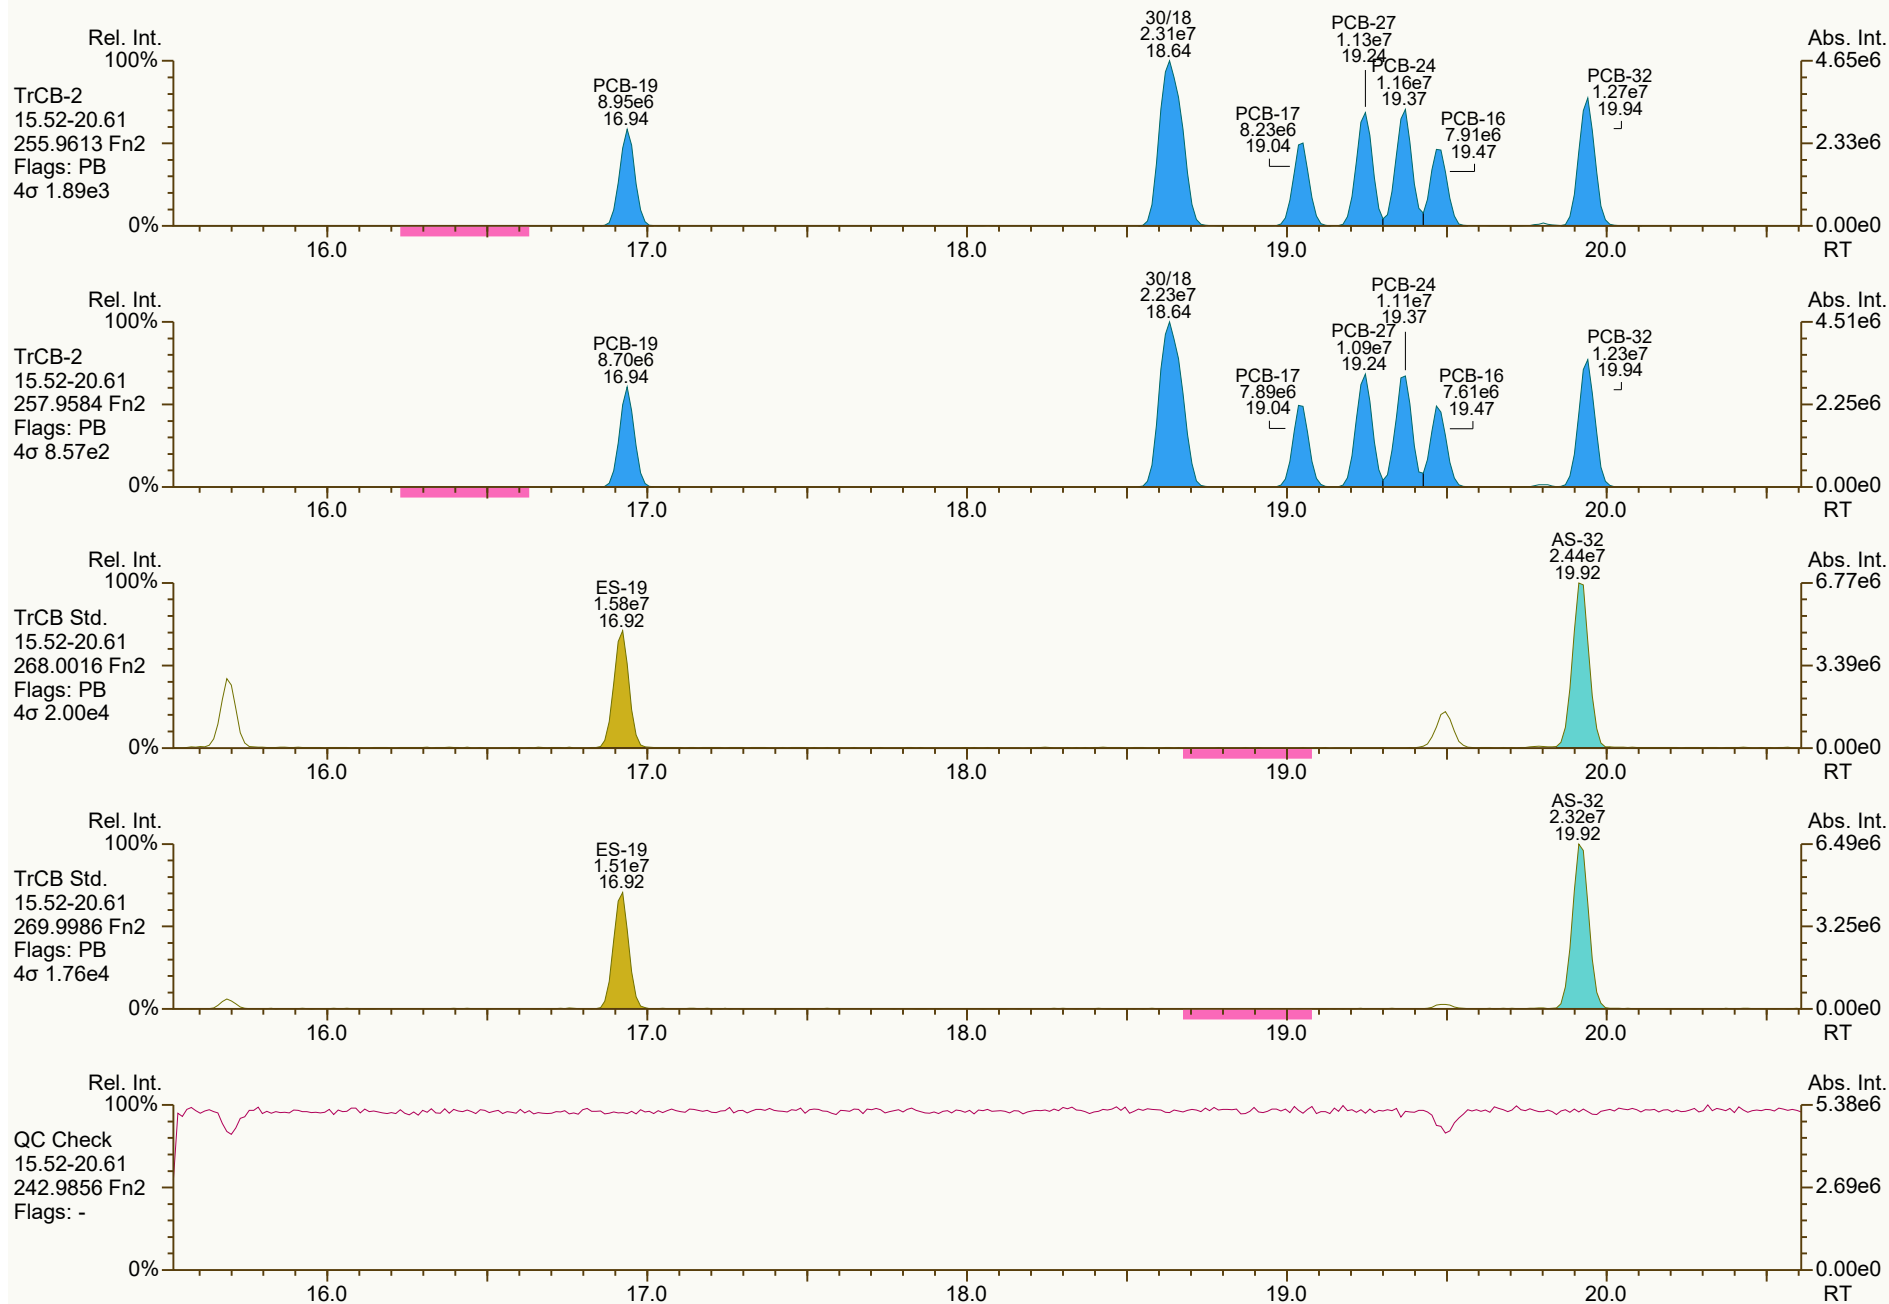 Rel. Int.
100%
0%
TrCB-2
15.52-20.61
255.9613 Fn2
Flags: PB
4σ 1.89e3
PCB-19
8.95e6
16.94
30/18
2.31e7
18.64
PCB-17
8.23e6
19.04
PCB-27
1.13e7
19.24
PCB-24
1.16e7
19.37
PCB-16
7.91e6
19.47
PCB-32
1.27e7
19.94
Abs. Int.
4.65e6
2.33e6
0.00e0
16.0 17.0 18.0 19.0 20.0 RT
Rel. Int.
100%
0%
TrCB-2
15.52-20.61
257.9584 Fn2
Flags: PB
4σ 8.57e2
PCB-19
8.70e6
16.94
30/18
2.23e7
18.64
PCB-17
7.89e6
19.04
PCB-27
1.09e7
19.24
PCB-24
1.11e7
19.37
PCB-16
7.61e6
19.47
PCB-32
1.23e7
19.94
Abs. Int.
4.51e6
2.25e6
0.00e0
16.0 17.0 18.0 19.0 20.0 RT
Rel. Int.
100%
0%
TrCB Std.
15.52-20.61
268.0016 Fn2
Flags: PB
4σ 2.00e4
ES-19
1.58e7
16.92
AS-32
2.44e7
19.92
Abs. Int.
6.77e6
3.39e6
0.00e0
16.0 17.0 18.0 19.0 20.0 RT
Rel. Int.
100%
0%
TrCB Std.
15.52-20.61
269.9986 Fn2
Flags: PB
4σ 1.76e4
ES-19
1.51e7
16.92
AS-32
2.32e7
19.92
Abs. Int.
6.49e6
3.25e6
0.00e0
16.0 17.0 18.0 19.0 20.0 RT
Rel. Int.
100%
0%
QC Check
15.52-20.61
242.9856 Fn2
Flags: -
Abs. Int.
5.38e6
2.69e6
0.00e0
16.0 17.0 18.0 19.0 20.0 RT